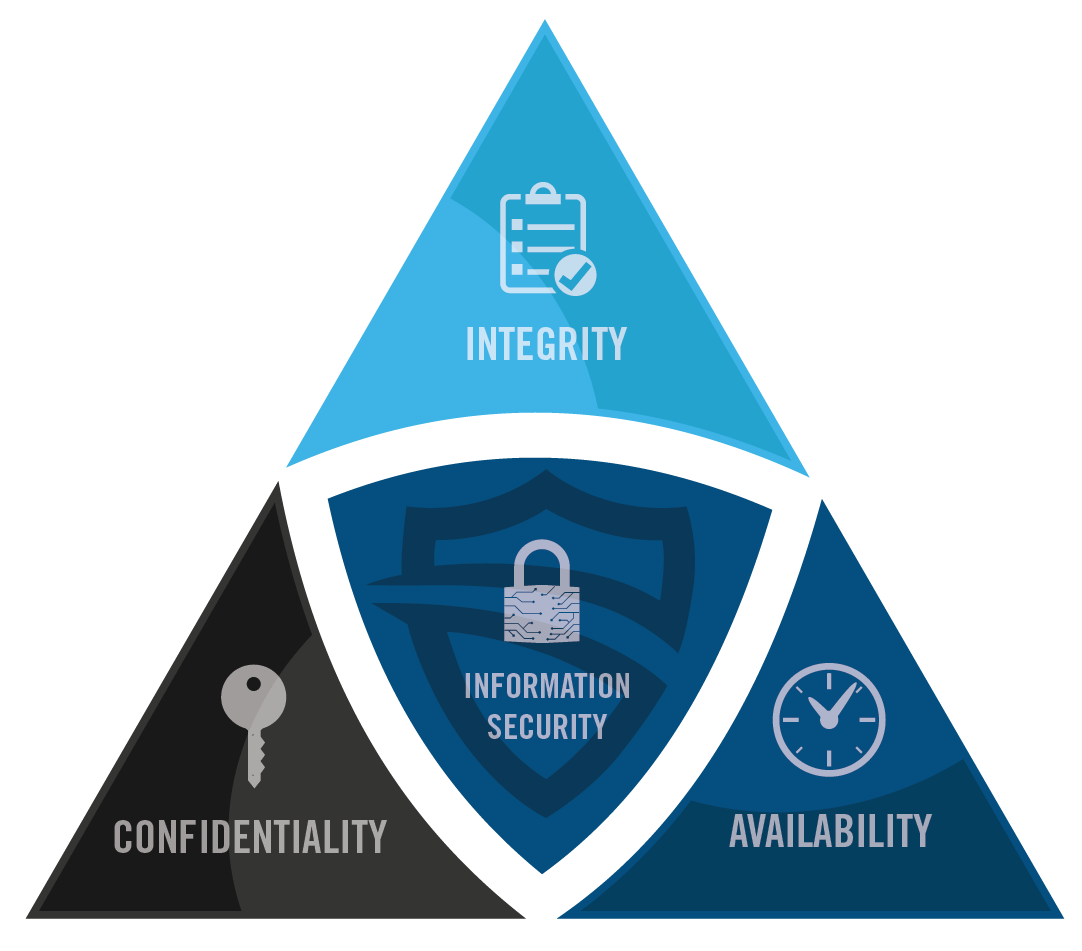 INTEGRITY
INFORMATION
SECURITY
CONFIDENTIALITY
AVAILABILITY